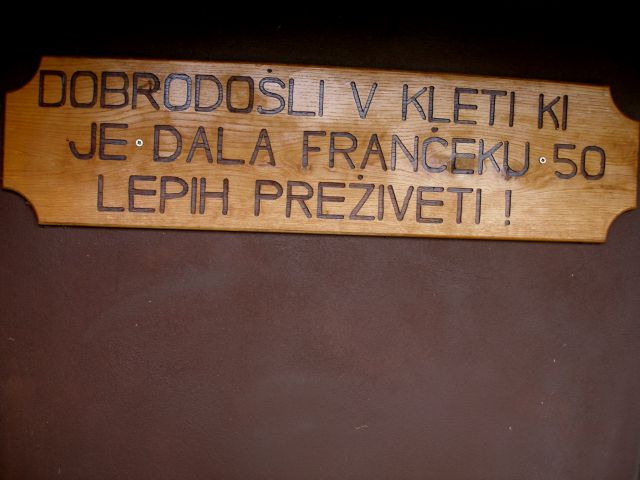 DOBRODOŠLI V KLETI KI
JE DALA FRANČEKU 50
LEPIH PREŽIVETI !